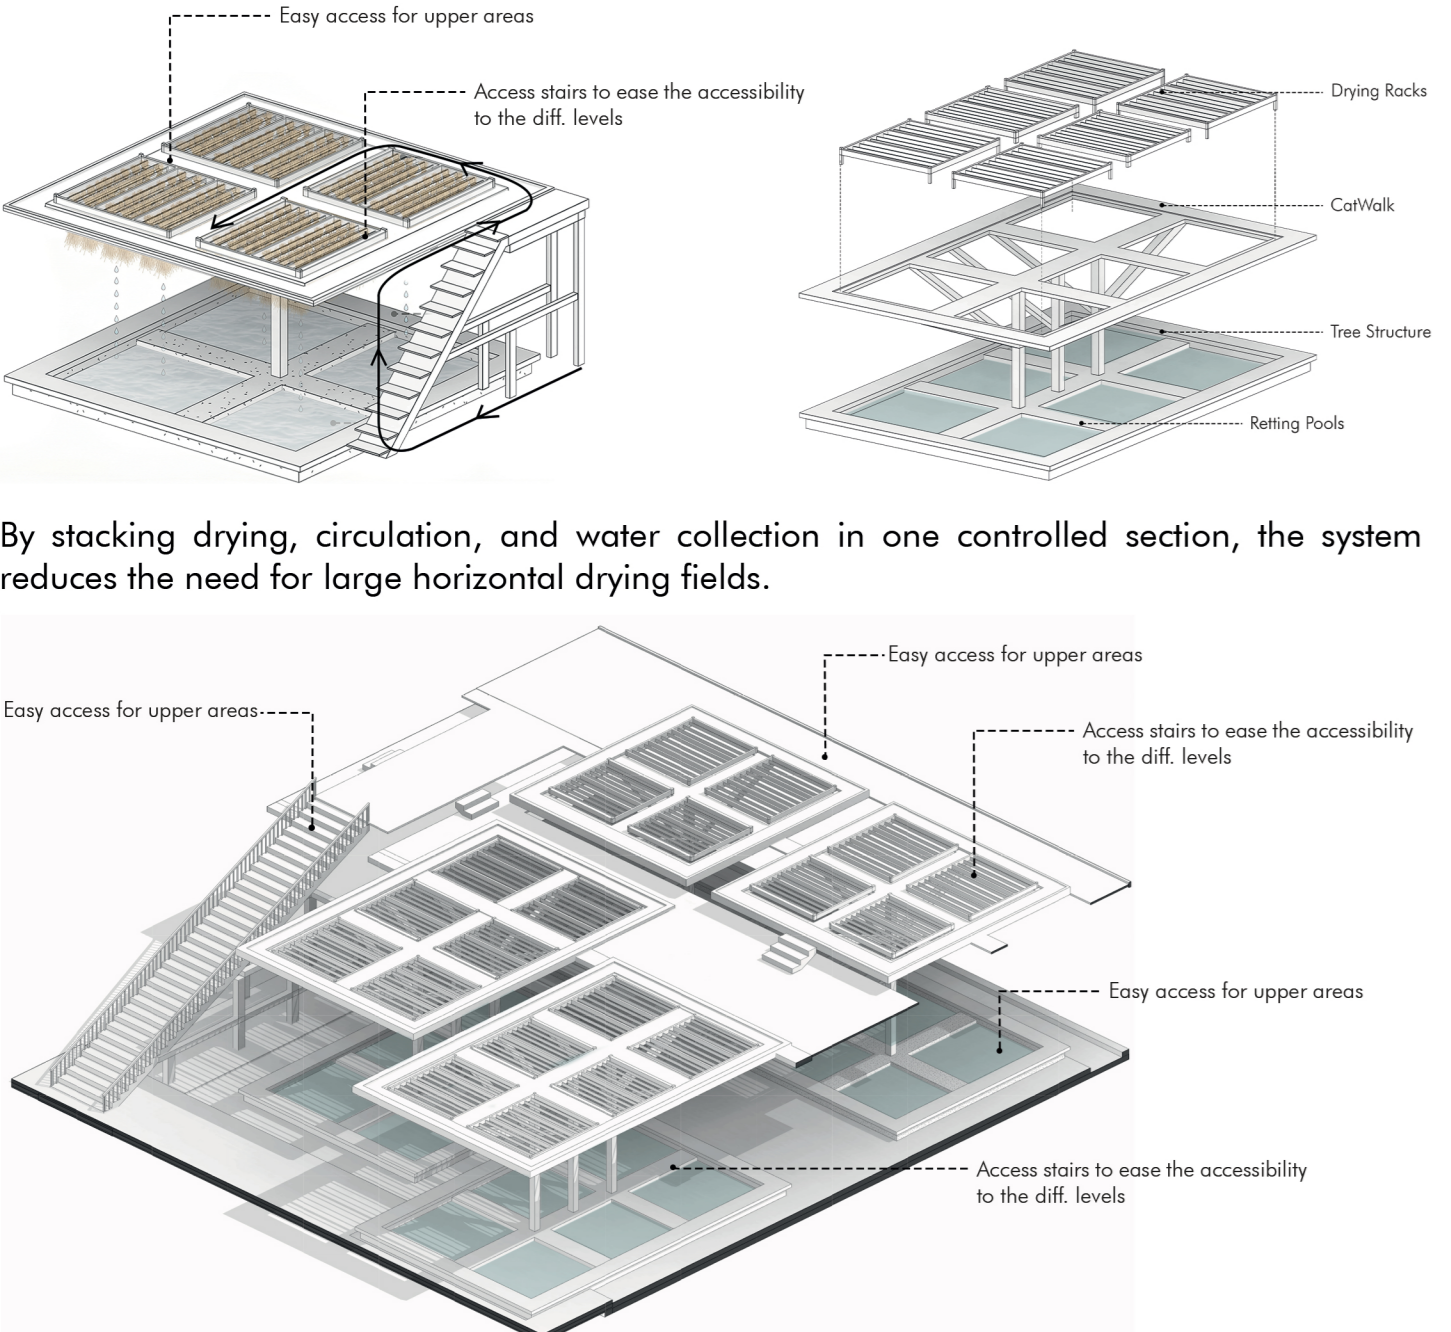 Easy access for upper areas
Access stairs to ease the accessibility
to the diff. levels
Drying Racks
CatWalk
Tree Structure
Retting Pools
By stacking drying, circulation, and water collection in one controlled section, the system
reduces the need for large horizontal drying fields.
Easy access for upper areas
Easy access for upper areas
Access stairs to ease the accessibility
to the diff. levels
Easy access for upper areas
Access stairs to ease the accessibility
to the diff. levels